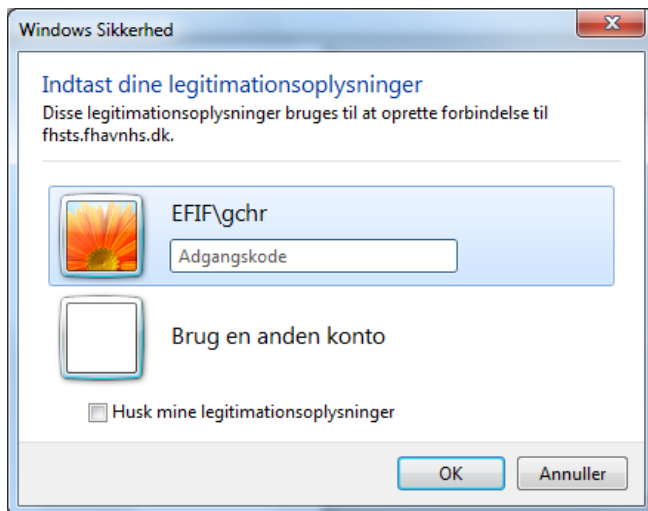 Windows Sikkerhed
Indtast dine legitimationsoplysninger
Disse legitimationsoplysninger bruges til at oprette forbindelse til
fhsts.fhavnhs.dk.
EFIF\gchr
Adgangskode
Brug en anden konto
Husk mine legitimationsoplysninger
OK
Annuller